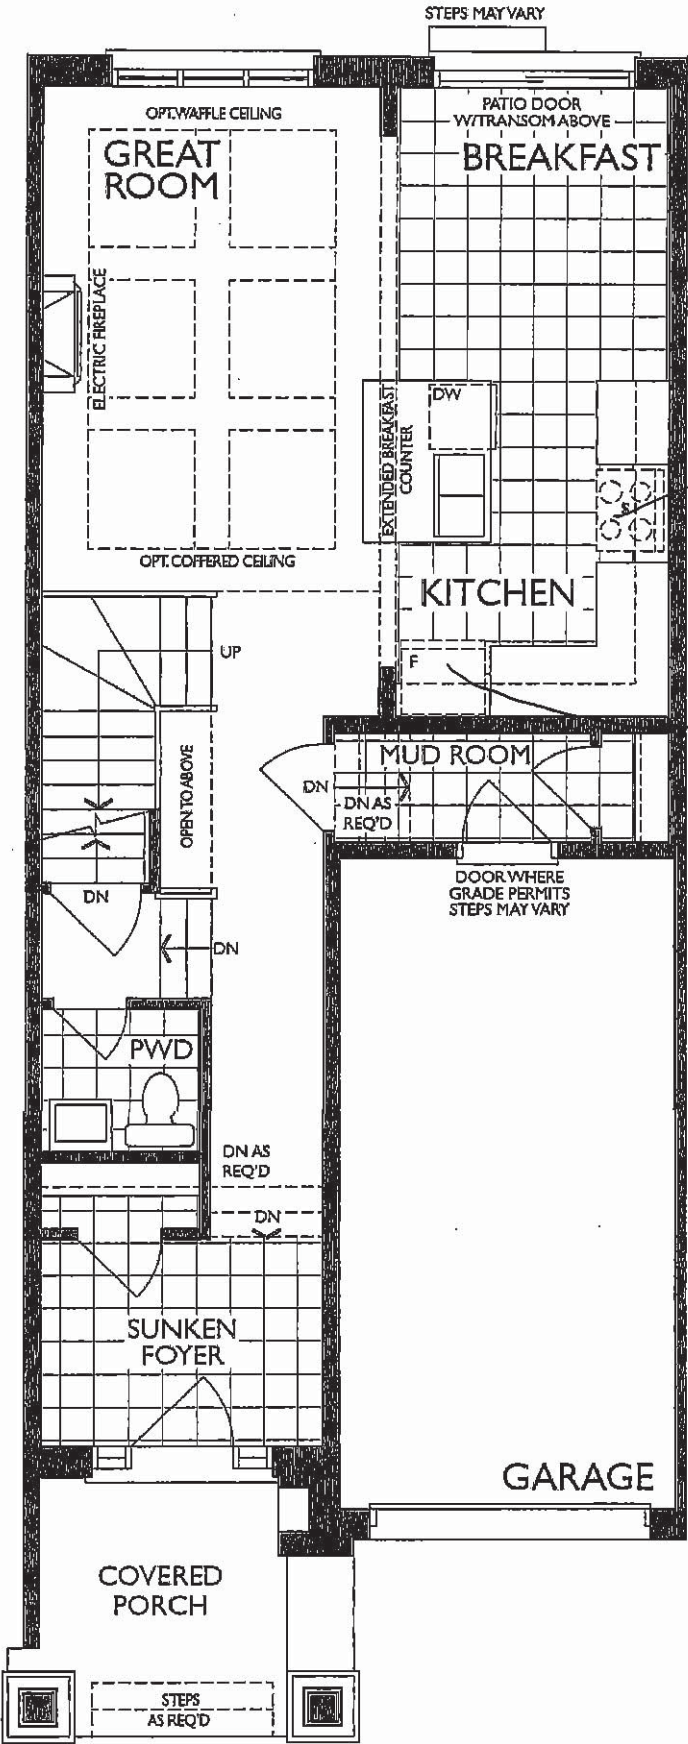 STEPS MAY VARY
OPT. WAFFLE CEILING
GREAT
ROOM
PATIO DOOR
W/TRANSOM ABOVE
BREAKFAST
ELECTRIC FIREPLACE
DW
EXTENDED BREAKFAST
COUNTER
S
OPT. COFFERED CEILING
KITCHEN
F
UP
OPEN TO ABOVE
MUD ROOM
DN
DN AS
REQ'D
DOOR WHERE
GRADE PERMITS
STEPS MAY VARY
DN
DN
PWD
DN AS
REQ'D
DN
SUNKEN
FOYER
GARAGE
COVERED
PORCH
STEPS
AS REQ'D